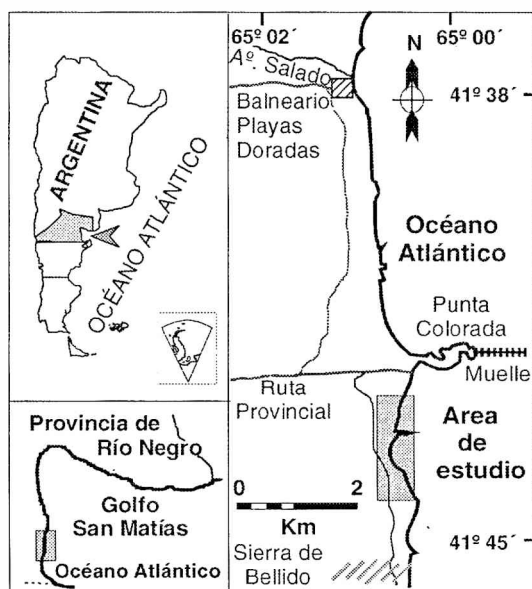 ARGENTINA
OCÉANO ATLÁNTICO
Provincia de
Río Negro
Golfo
San Matías
Océano Atlántico
65º 02'
65º 00'
Aº. Salado
N
41º 38'
Balneario
Playas
Doradas
Océano
Atlántico
Punta
Colorada
Muelle
Ruta
Provincial
Area
de
estudio
0
2
Km
Sierra de
Bellido
41º 45'